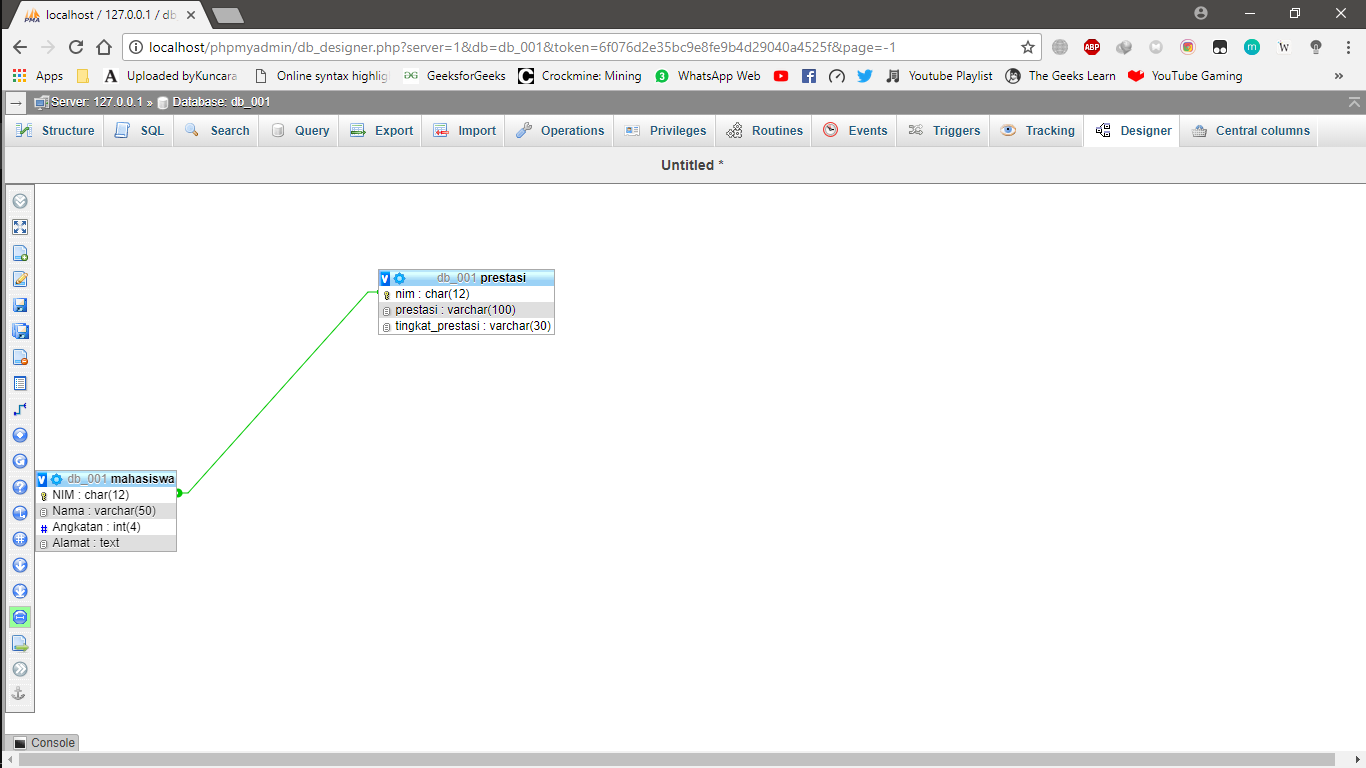 PMA localhost / 127.0.0.1 / db
localhost/phpmyadmin/db_designer.php?server=1&db=db_001&token=6f076d2e35bc9e8fe9b4d29040a4525f&page=-1
ABP m W
Apps A Uploaded byKuncara Online syntax highlig GeeksforGeeks C Crockmine: Mining 3 WhatsApp Web Youtube Playlist The Geeks Learn YouTube Gaming »
Server: 127.0.0.1 » Database: db_001
Structure SQL Search Query Export Import Operations Privileges Routines Events Triggers Tracking Designer Central columns
Untitled *
v db_001 prestasi
nim : char(12)
prestasi : varchar(100)
tingkat_prestasi : varchar(30)
v db_001 mahasiswa
NIM : char(12)
Nama : varchar(50)
# Angkatan : int(4)
Alamat : text
Console